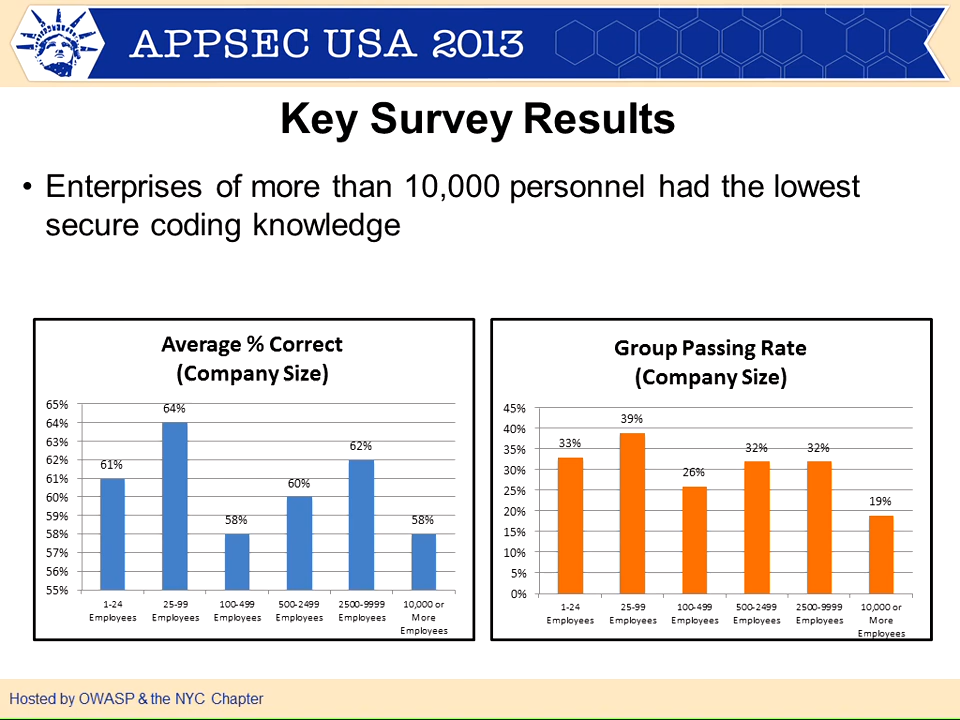 APPSEC USA 2013
Key Survey Results
• Enterprises of more than 10,000 personnel had the lowest
secure coding knowledge
Average % Correct
(Company Size)
65%
64%
63%
62%
61%
60%
59%
58%
57%
56%
55%
61%
64%
58%
60%
62%
58%
1-24
Employees
25-99
Employees
100-499
Employees
500-2499
Employees
2500-9999
Employees
10,000 or
More
Employees
Group Passing Rate
(Company Size)
45%
40%
35%
30%
25%
20%
15%
10%
5%
0%
33%
39%
26%
32%
32%
19%
1-24
Employees
25-99
Employees
100-499
Employees
500-2499
Employees
2500-9999
Employees
10,000 or
More
Employees
Hosted by OWASP & the NYC Chapter